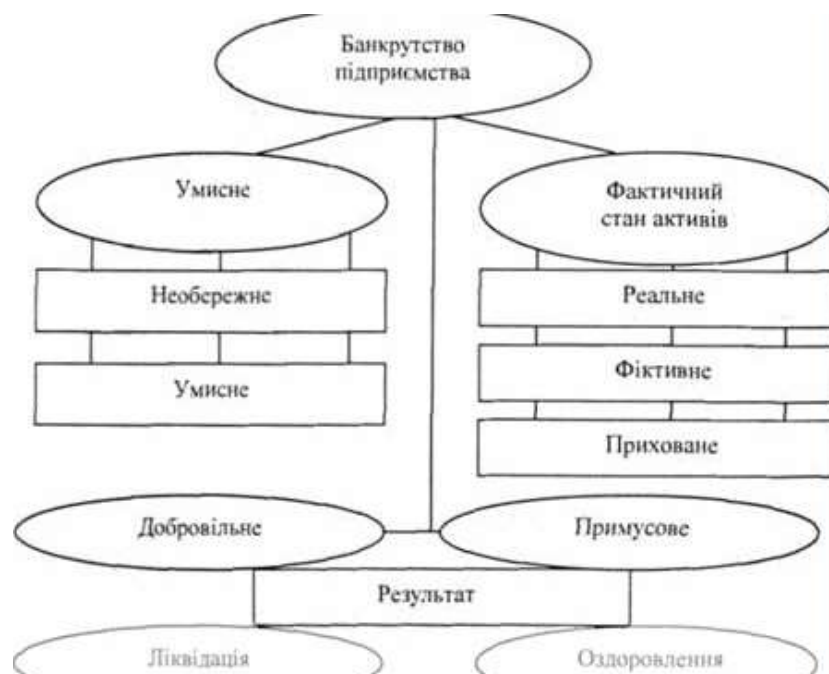 Банкрутство
підприємства
Умисне
Фактичний
стан активів
Необережне
Реальне
Умисне
Фіктивне
Приховане
Добровільне
Примусове
Результат
Ліквідація
Оздоровлення